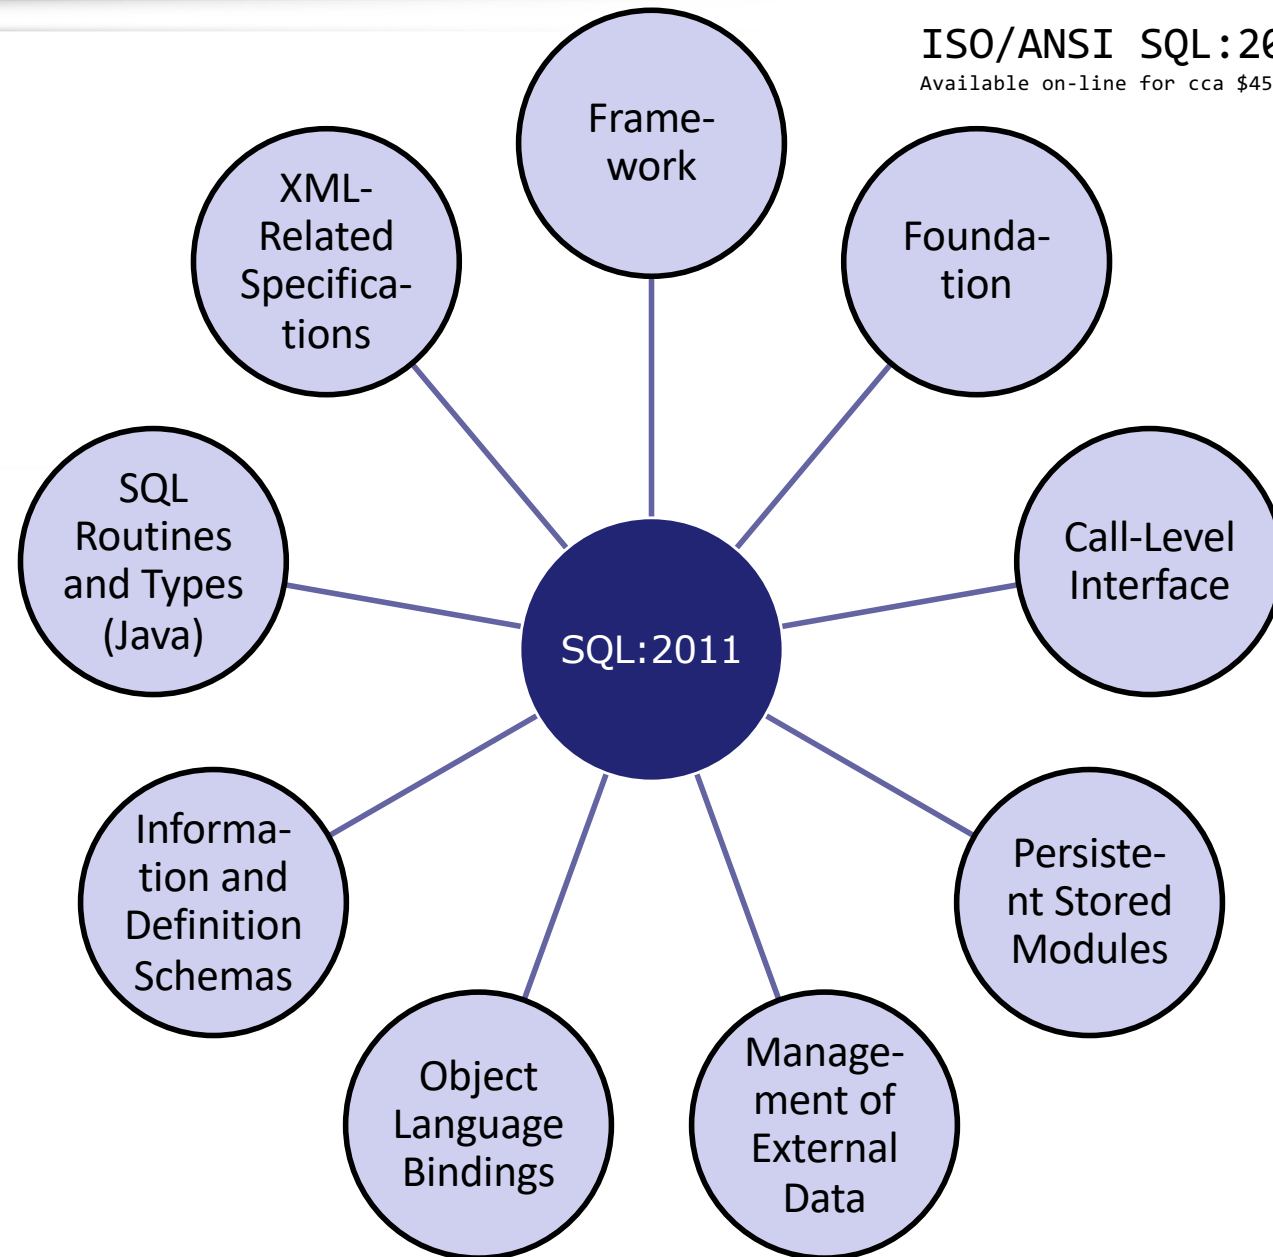 ISO/ANSI SQL:20
Available on-line for cca $45
Frame-
work
Founda-
tion
Call-Level
Interface
Persiste-
nt Stored
Modules
Manage-
ment of
External
Data
Object
Language
Bindings
Informa-
tion and
Definition
Schemas
SQL
Routines
and Types
(Java)
XML-
Related
Specifica-
tions
SQL:2011